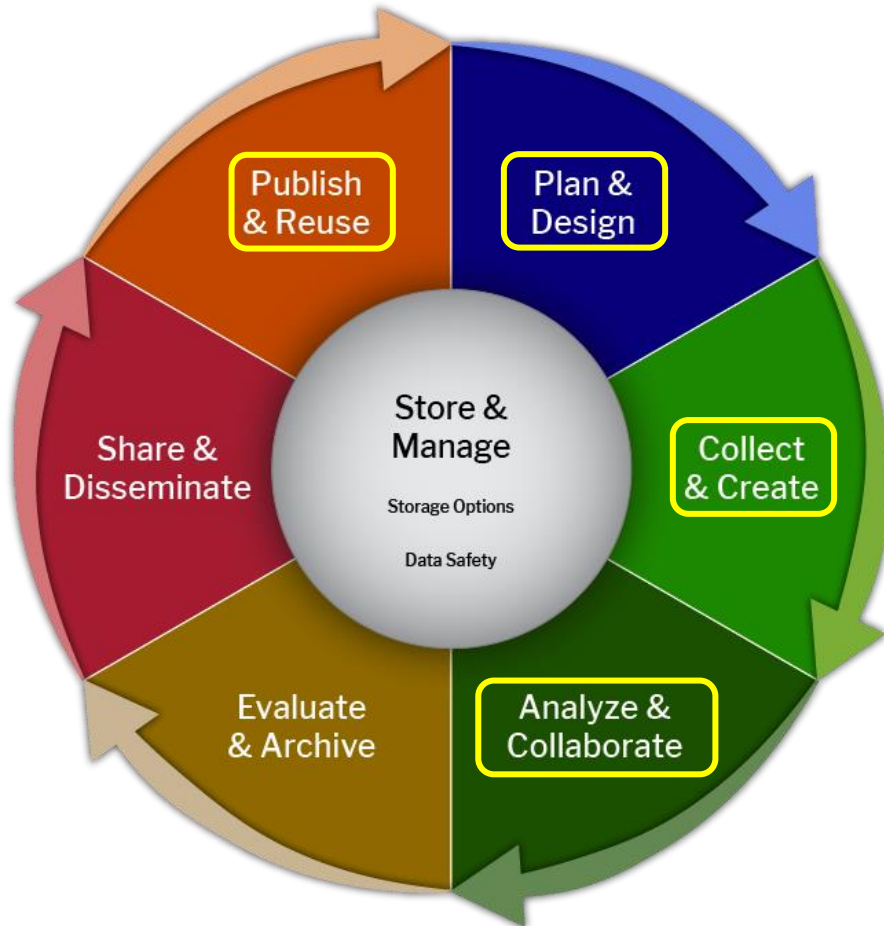 Publish
& Reuse
Plan &
Design
Store &
Manage
Storage Options
Data Safety
Collect
& Create
Share &
Disseminate
Evaluate
& Archive
Analyze &
Collaborate